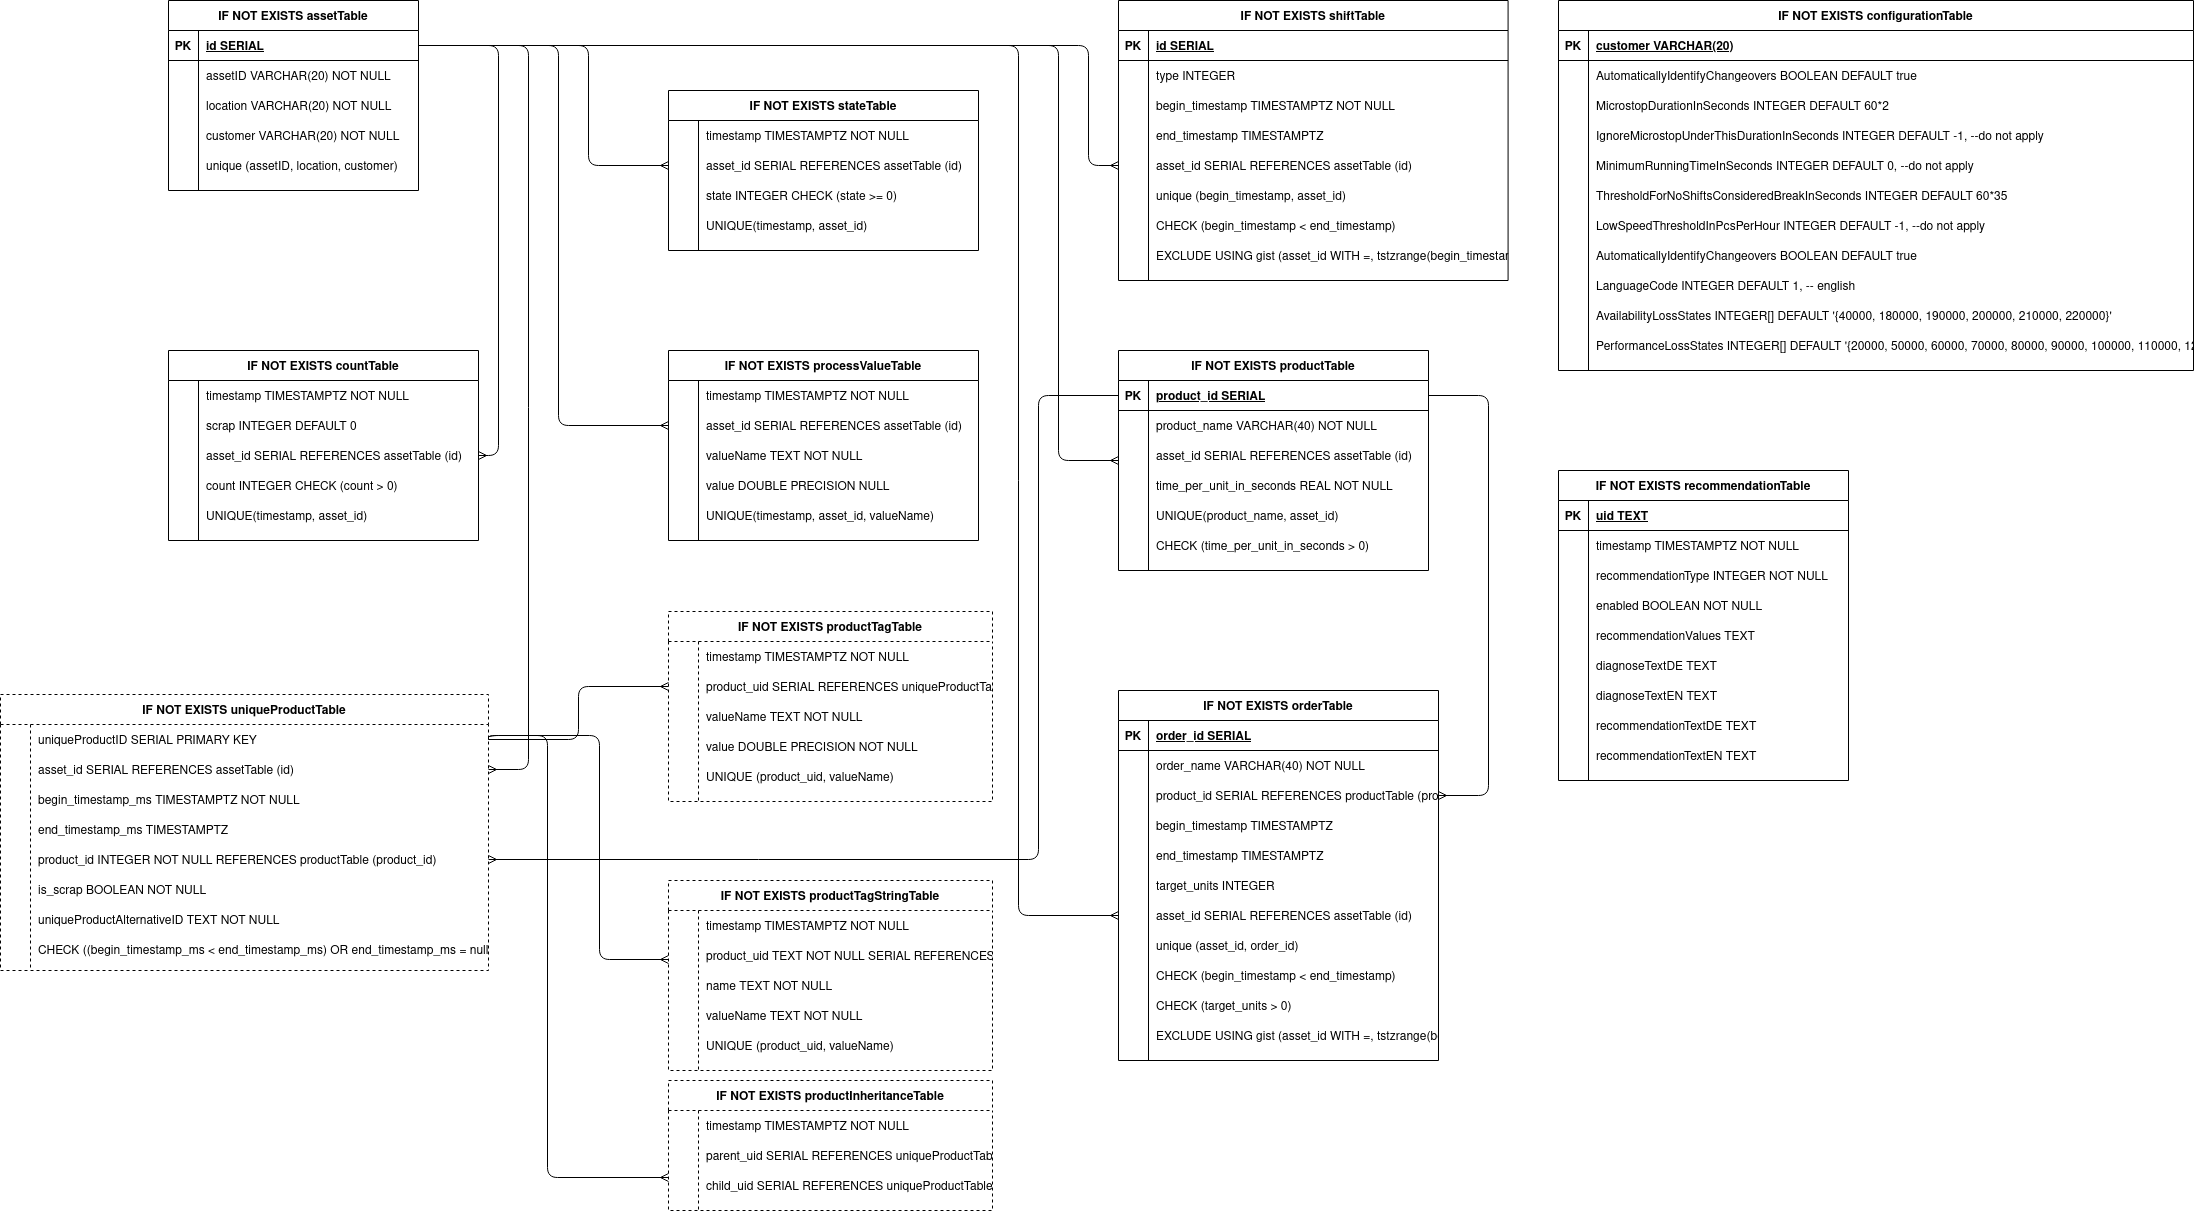 IF NOT EXISTS assetTable
PK id SERIAL
assetID VARCHAR(20) NOT NULL
location VARCHAR(20) NOT NULL
customer VARCHAR(20) NOT NULL
unique (assetID, location, customer)
IF NOT EXISTS stateTable
timestamp TIMESTAMPTZ NOT NULL
asset_id SERIAL REFERENCES assetTable (id)
state INTEGER CHECK (state >= 0)
UNIQUE(timestamp, asset_id)
IF NOT EXISTS shiftTable
PK id SERIAL
type INTEGER
begin_timestamp TIMESTAMPTZ NOT NULL
end_timestamp TIMESTAMPTZ
asset_id SERIAL REFERENCES assetTable (id)
unique (begin_timestamp, asset_id)
CHECK (begin_timestamp < end_timestamp)
EXCLUDE USING gist (asset_id WITH =, tstzrange(begin_timestar
IF NOT EXISTS configurationTable
PK customer VARCHAR(20)
AutomaticallyIdentifyChangeovers BOOLEAN DEFAULT true
MicrostopDurationInSeconds INTEGER DEFAULT 60*2
IgnoreMicrostopUnderThisDurationInSeconds INTEGER DEFAULT -1, --do not apply
MinimumRunningTimeInSeconds INTEGER DEFAULT 0, --do not apply
ThresholdForNoShiftsConsideredBreakInSeconds INTEGER DEFAULT 60*35
LowSpeedThresholdInPcsPerHour INTEGER DEFAULT -1, --do not apply
AutomaticallyIdentifyChangeovers BOOLEAN DEFAULT true
LanguageCode INTEGER DEFAULT 1, -- english
AvailabilityLossStates INTEGER[] DEFAULT '{40000, 180000, 190000, 200000, 210000, 220000}'
PerformanceLossStates INTEGER[] DEFAULT '{20000, 50000, 60000, 70000, 80000, 90000, 100000, 110000, 12
IF NOT EXISTS countTable
timestamp TIMESTAMPTZ NOT NULL
scrap INTEGER DEFAULT 0
asset_id SERIAL REFERENCES assetTable (id)
count INTEGER CHECK (count > 0)
UNIQUE(timestamp, asset_id)
IF NOT EXISTS processValueTable
timestamp TIMESTAMPTZ NOT NULL
asset_id SERIAL REFERENCES assetTable (id)
valueName TEXT NOT NULL
value DOUBLE PRECISION NULL
UNIQUE(timestamp, asset_id, valueName)
IF NOT EXISTS productTable
PK product_id SERIAL
product_name VARCHAR(40) NOT NULL
asset_id SERIAL REFERENCES assetTable (id)
time_per_unit_in_seconds REAL NOT NULL
UNIQUE(product_name, asset_id)
CHECK (time_per_unit_in_seconds > 0)
IF NOT EXISTS recommendationTable
PK uid TEXT
timestamp TIMESTAMPTZ NOT NULL
recommendationType INTEGER NOT NULL
enabled BOOLEAN NOT NULL
recommendationValues TEXT
diagnoseTextDE TEXT
diagnoseTextEN TEXT
recommendationTextDE TEXT
recommendationTextEN TEXT
IF NOT EXISTS uniqueProductTable
uniqueProductID SERIAL PRIMARY KEY
asset_id SERIAL REFERENCES assetTable (id)
begin_timestamp_ms TIMESTAMPTZ NOT NULL
end_timestamp_ms TIMESTAMPTZ
product_id INTEGER NOT NULL REFERENCES productTable (product_id)
is_scrap BOOLEAN NOT NULL
uniqueProductAlternativeID TEXT NOT NULL
CHECK ((begin_timestamp_ms < end_timestamp_ms) OR end_timestamp_ms = null
IF NOT EXISTS productTagTable
timestamp TIMESTAMPTZ NOT NULL
product_uid SERIAL REFERENCES uniqueProductTa
valueName TEXT NOT NULL
value DOUBLE PRECISION NOT NULL
UNIQUE (product_uid, valueName)
IF NOT EXISTS productTagStringTable
timestamp TIMESTAMPTZ NOT NULL
product_uid TEXT NOT NULL SERIAL REFERENCES
name TEXT NOT NULL
valueName TEXT NOT NULL
UNIQUE (product_uid, valueName)
IF NOT EXISTS productInheritanceTable
timestamp TIMESTAMPTZ NOT NULL
parent_uid SERIAL REFERENCES uniqueProductTab
child_uid SERIAL REFERENCES uniqueProductTable
IF NOT EXISTS orderTable
PK order_id SERIAL
order_name VARCHAR(40) NOT NULL
product_id SERIAL REFERENCES productTable (pro
begin_timestamp TIMESTAMPTZ
end_timestamp TIMESTAMPTZ
target_units INTEGER
asset_id SERIAL REFERENCES assetTable (id)
unique (asset_id, order_id)
CHECK (begin_timestamp < end_timestamp)
CHECK (target_units > 0)
EXCLUDE USING gist (asset_id WITH =, tstzrange(b